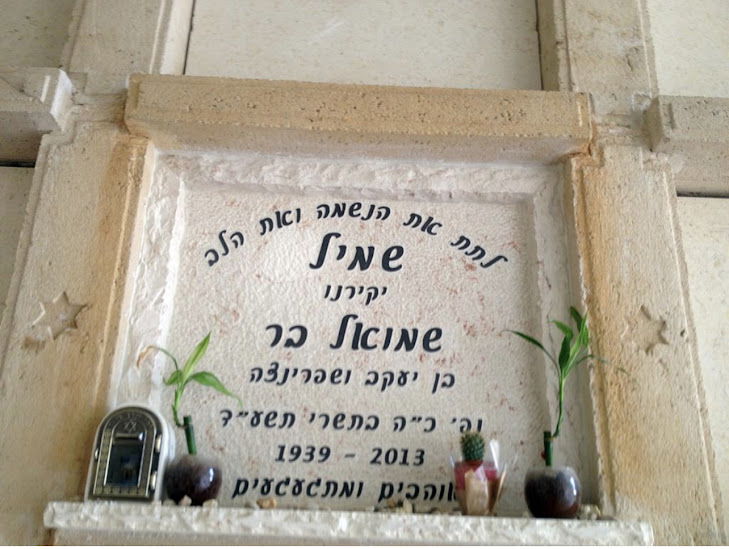 לתת את הנשמה ואת הלב
שמיל
יקירנו
שמואל בר
בן יעקב ושפרינצה
נפ׳ כ״ה בתשרי תשע״ד
1939 - 2013
אוהבים ומתגעגעים